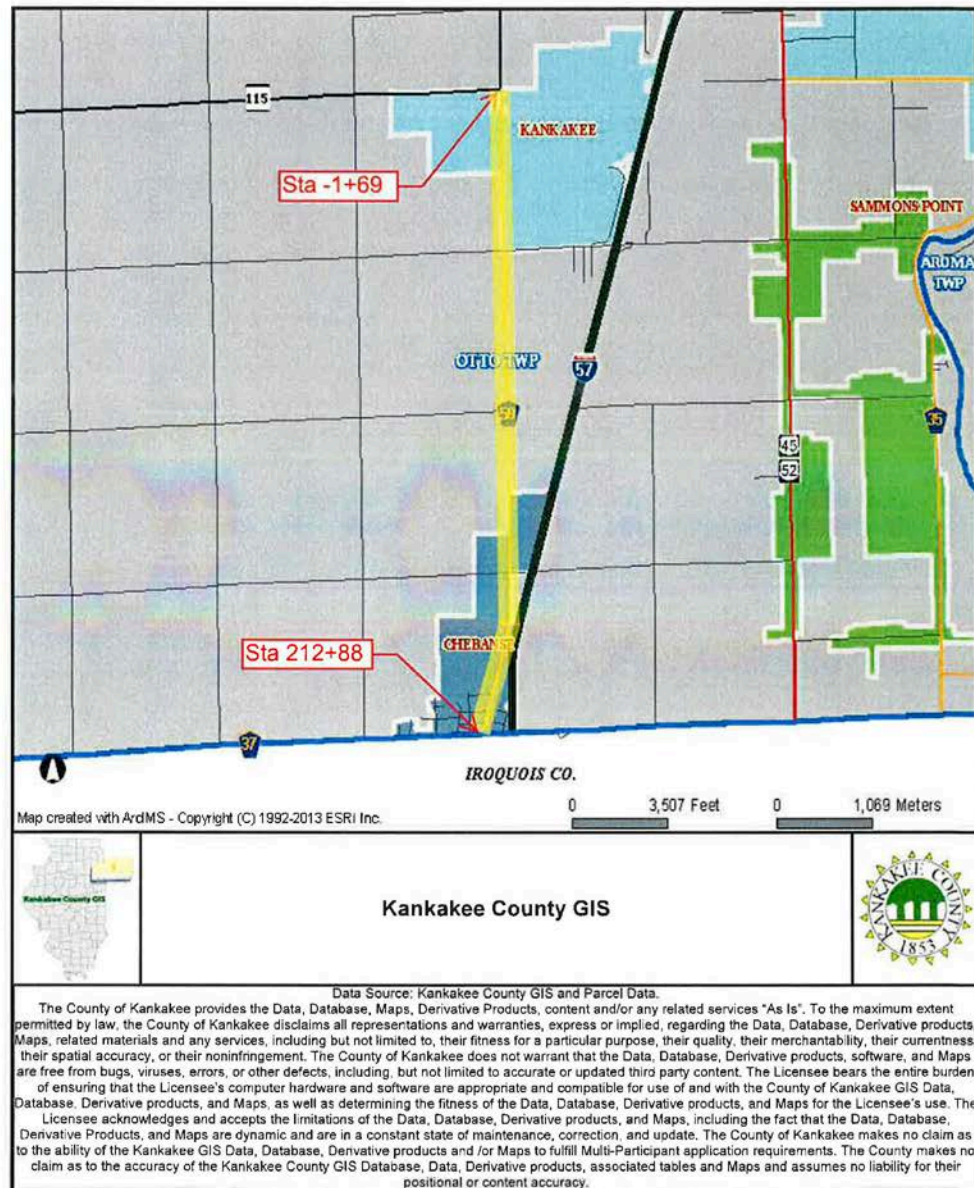 115
KANKAKEE
Sta -1+69
SAMMONS POINT
AROMA
TWP
OTTO TWP
57
59
35
45
52
CHEBANSE
Sta 212+88
37
IROQUOIS CO.
Map created with ArcIMS - Copyright (C) 1992-2013 ESRI Inc.
0 3,507 Feet 0 1,069 Meters
Kankakee County GIS
Kankakee County GIS
KANKAKEE COUNTY
1853
Data Source: Kankakee County GIS and Parcel Data.
The County of Kankakee provides the Data, Database, Maps, Derivative Products, content and/or any related services "As Is". To the maximum extent
permitted by law, the County of Kankakee disclaims all representations and warranties, express or implied, regarding the Data, Database, Derivative products,
Maps, related materials and any services, including but not limited to, their fitness for a particular purpose, their quality, their merchantability, their currentness,
their spatial accuracy, or their noninfringement. The County of Kankakee does not warrant that the Data, Database, Derivative products, software, and Maps
are free from bugs, viruses, errors, or other defects, including, but not limited to accurate or updated third party content. The Licensee bears the entire burden
of ensuring that the Licensee's computer hardware and software are appropriate and compatible for use of and with the County of Kankakee GIS Data,
Database, Derivative products, and Maps, as well as determining the fitness of the Data, Database, Derivative products, and Maps for the Licensee's use. The
Licensee acknowledges and accepts the limitations of the Data, Database, Derivative products, and Maps, including the fact that the Data, Database,
Derivative Products, and Maps are dynamic and are in a constant state of maintenance, correction, and update. The County of Kankakee makes no claim as
to the ability of the Kankakee GIS Data, Database, Derivative products and /or Maps to fulfill Multi-Participant application requirements. The County makes no
claim as to the accuracy of the Kankakee County GIS Database, Data, Derivative products, associated tables and Maps and assumes no liability for their
positional or content accuracy.